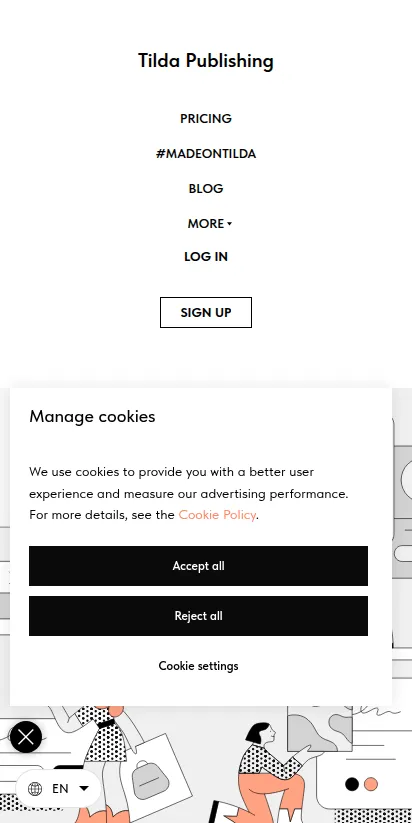 Tilda Publishing
PRICING
#MADEONTILDA
BLOG
MORE
LOG IN
SIGN UP
Manage cookies
We use cookies to provide you with a better user
experience and measure our advertising performance.
For more details, see the Cookie Policy.
Accept all
Reject all
Cookie settings
EN